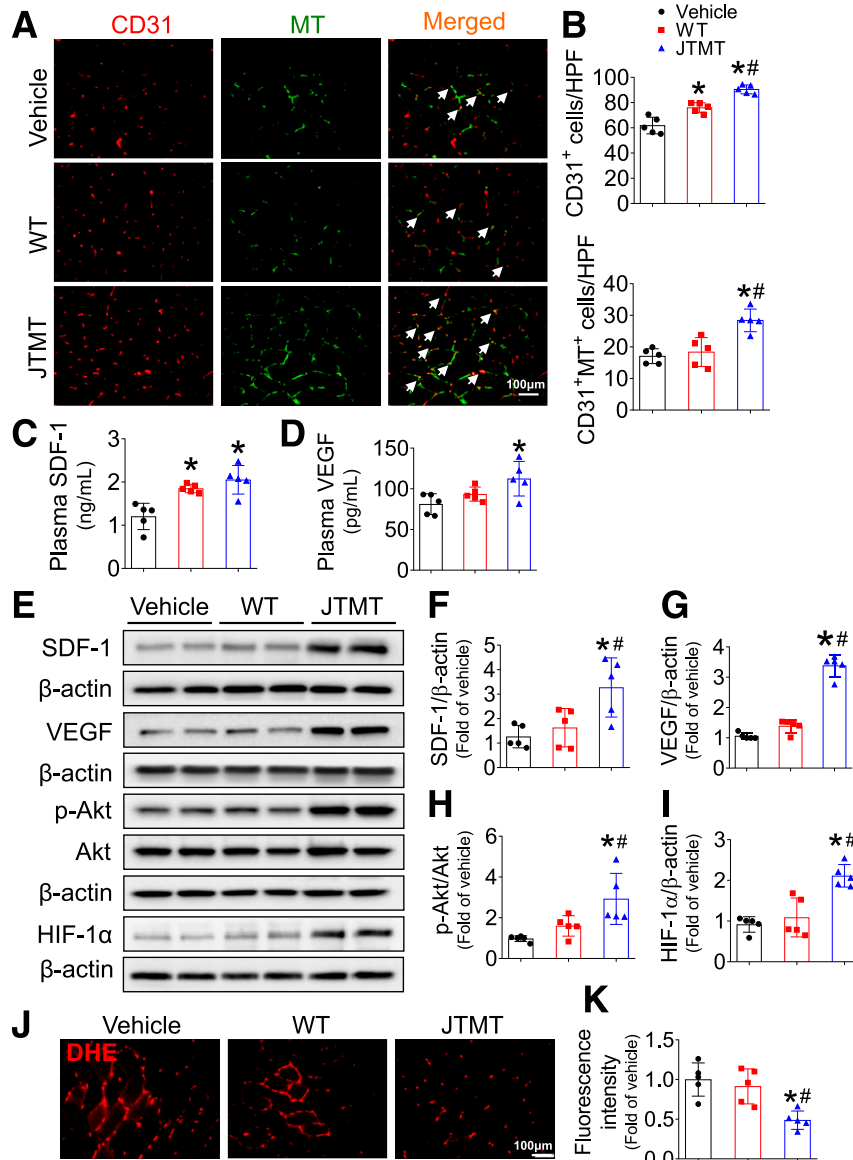 A
CD31
MT
Merged
Vehicle
WT
JTMT
100μm
B
Vehicle
WT
JTMT
CD31⁺ cells/HPF
100
80
60
40
20
0
*
*#
CD31⁺MT⁺ cells/HPF
40
30
20
10
0
*#
C
Plasma SDF-1
(ng/mL)
3
2
1
0
*
*
D
Plasma VEGF
(pg/mL)
150
100
50
0
*
E
Vehicle
WT
JTMT
SDF-1
β-actin
VEGF
β-actin
p-Akt
Akt
β-actin
HIF-1α
β-actin
F
SDF-1/β-actin
(Fold of vehicle)
5
4
3
2
1
0
*#
G
VEGF/β-actin
(Fold of vehicle)
4
3
2
1
0
*#
H
p-Akt/Akt
(Fold of vehicle)
6
4
2
0
*#
I
HIF-1α/β-actin
(Fold of vehicle)
3
2
1
0
*#
J
Vehicle
WT
JTMT
DHE
100μm
K
Fluorescence
intensity
(Fold of vehicle)
1.5
1.0
0.5
0.0
*#